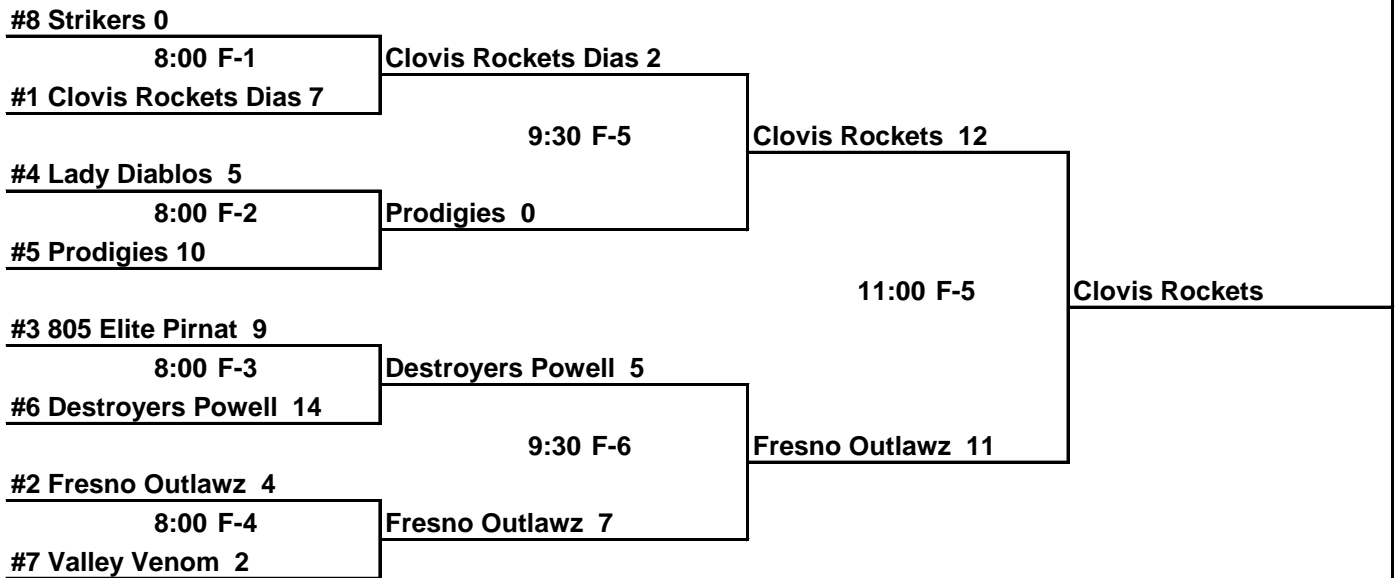 #8 Strikers 0
8:00 F-1
Clovis Rockets Dias 2
#1 Clovis Rockets Dias 7
9:30 F-5
Clovis Rockets 12
#4 Lady Diablos 5
8:00 F-2
Prodigies 0
#5 Prodigies 10
11:00 F-5
Clovis Rockets
#3 805 Elite Pirnat 9
8:00 F-3
Destroyers Powell 5
#6 Destroyers Powell 14
9:30 F-6
Fresno Outlawz 11
#2 Fresno Outlawz 4
8:00 F-4
Fresno Outlawz 7
#7 Valley Venom 2